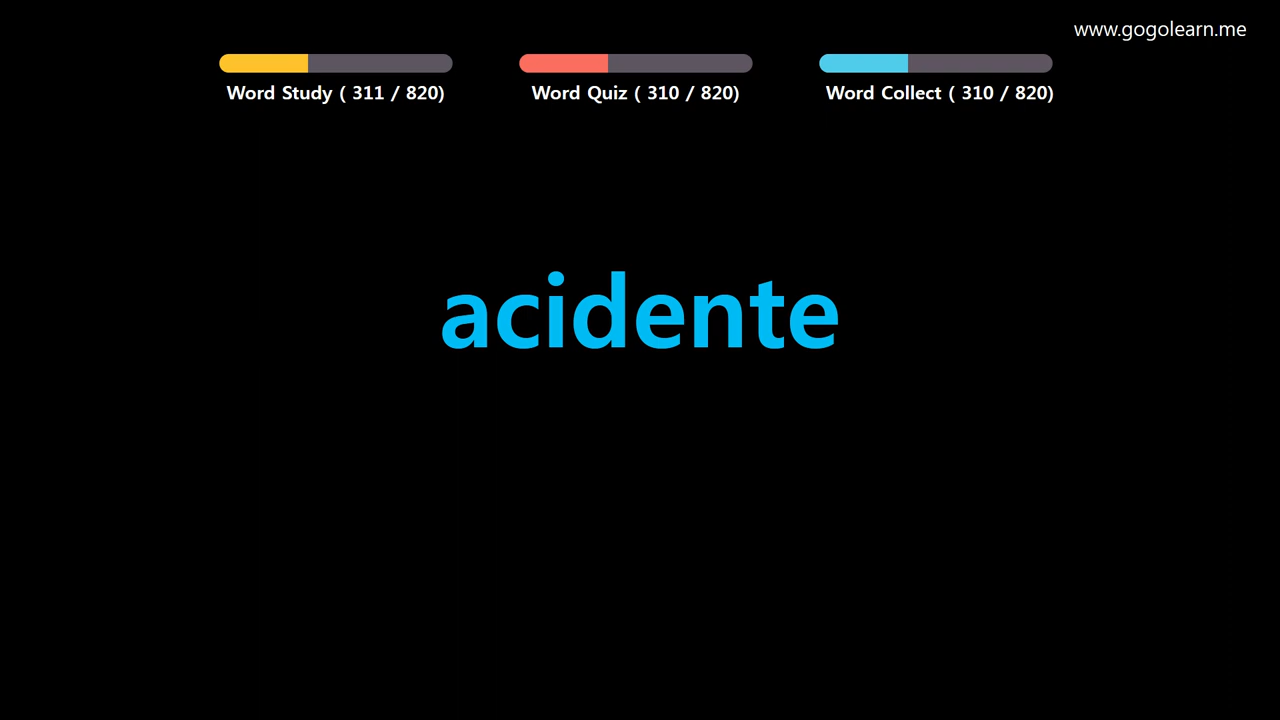 www.gogolearn.me
Word Study ( 311 / 820)
Word Quiz ( 310 / 820)
Word Collect ( 310 / 820)
acidente